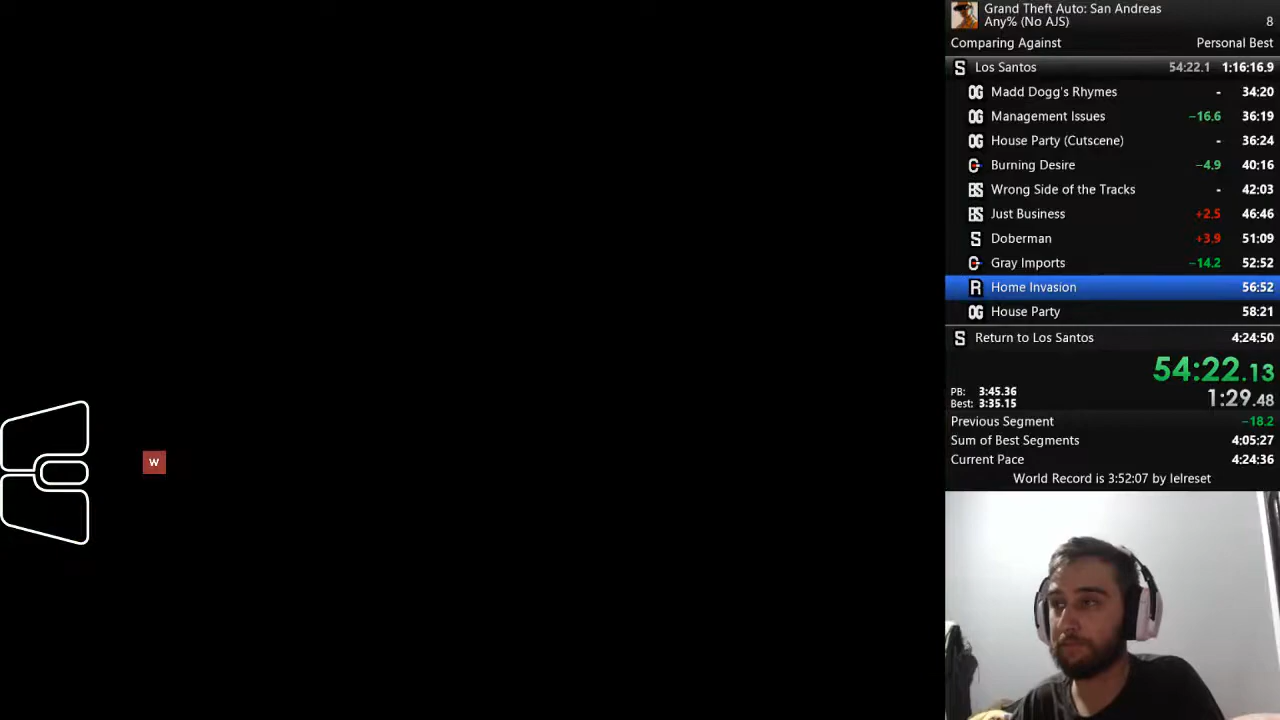 Grand Theft Auto: San Andreas
Any% (No AJS) 8
Comparing Against Personal Best
S Los Santos 54:22.1 1:16:16.9
OG Madd Dogg's Rhymes - 34:20
OG Management Issues −16.6 36:19
OG House Party (Cutscene) - 36:24
C Burning Desire −4.9 40:16
BS Wrong Side of the Tracks - 42:03
BS Just Business +2.5 46:46
S Doberman +3.9 51:09
C Gray Imports −14.2 52:52
R Home Invasion 56:52
OG House Party 58:21
S Return to Los Santos 4:24:50
54:22.13
PB: 3:45.36
Best: 3:35.15
1:29.48
Previous Segment −18.2
Sum of Best Segments 4:05:27
Current Pace 4:24:36
World Record is 3:52:07 by lelreset
W